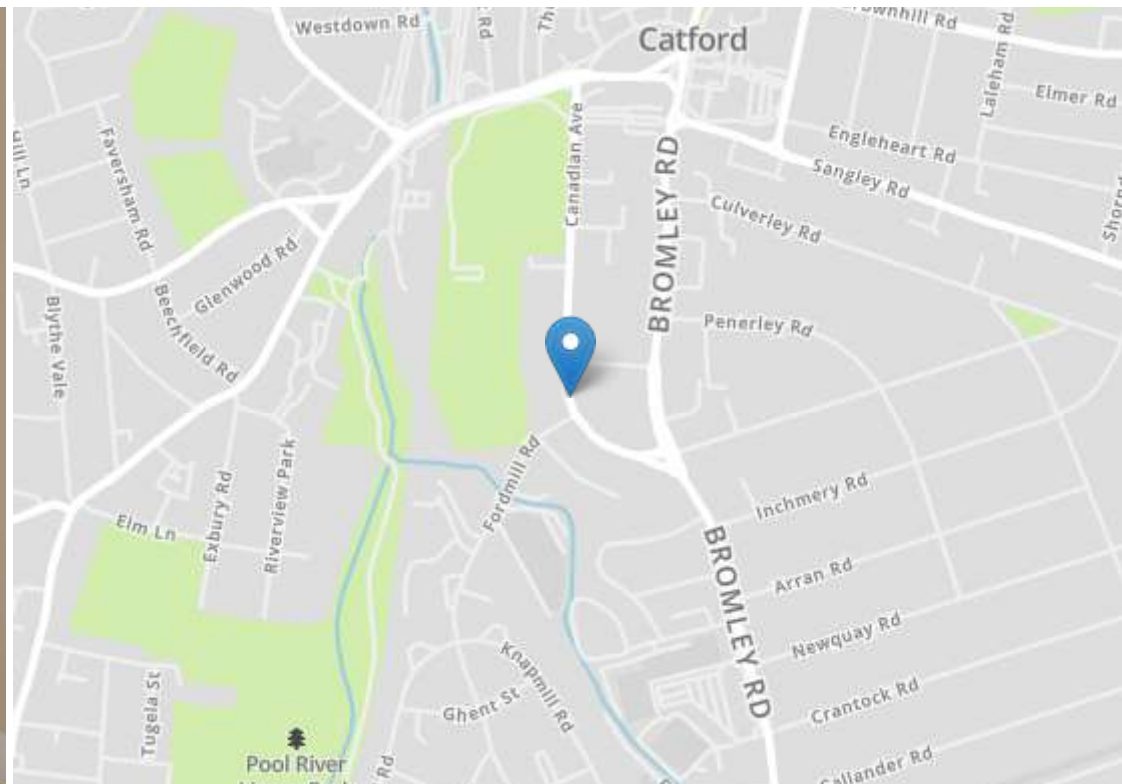 Westdown Rd
Catford
Laleham Rd
Elmer Rd
Canadian Ave
Engleheart Rd
Sangley Rd
Faversham Rd
BROMLEY RD
Culverley Rd
Glenwood Rd
Beechfield Rd
Blythe Vale
Penerley Rd
Fordmill Rd
Riverview Park
Exbury Rd
Inchmery Rd
Elm Ln
BROMLEY RD
Arran Rd
Newquay Rd
Knapmill Rd
Ghent St
Crantock Rd
Tugela St
Pool River
Rd
Callander Rd